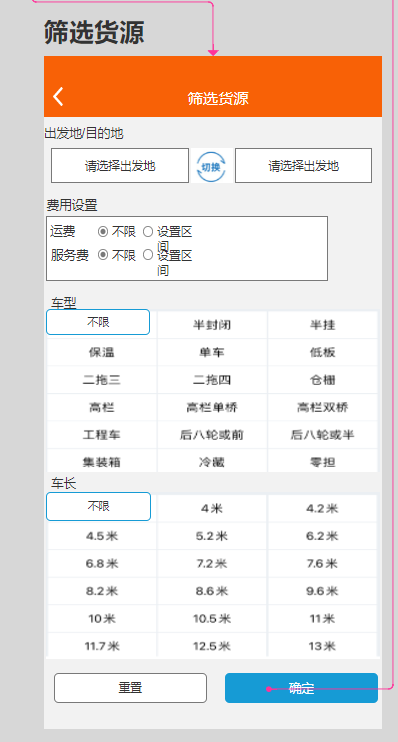 筛选货源
筛选货源
出发地/目的地
请选择出发地 切换 请选择出发地
费用设置
运费 不限 设置区间
服务费 不限 设置区间
车型
不限 半封闭 半挂
保温 单车 低板
二拖三 二拖四 仓栅
高栏 高栏单桥 高栏双桥
工程车 后八轮或前 后八轮或半
集装箱 冷藏 零担
车长
不限 4米 4.2米
4.5米 5.2米 6.2米
6.8米 7.2米 7.6米
8.2米 8.6米 9.6米
10米 10.5米 11米
11.7米 12.5米 13米
重置 确定